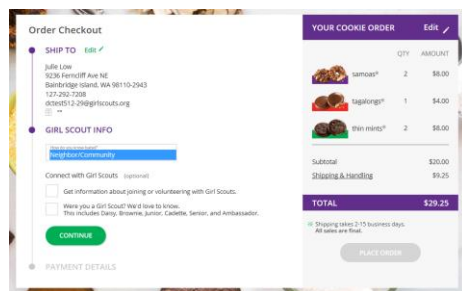 Order Checkout
SHIP TO Edit
Julie Low
9236 Ferncliff Ave NE
Bainbridge Island, WA 98110-2943
127-292-7208
dctest512-29@girlscouts.org
GIRL SCOUT INFO
Neighbor/Community
Connect with Girl Scouts (optional)
Get information about joining or volunteering with Girl Scouts.
Were you a Girl Scout? We'd love to know.
This includes Daisy, Brownie, Junior, Cadette, Senior, and Ambassador.
CONTINUE
PAYMENT DETAILS
YOUR COOKIE ORDER Edit
QTY AMOUNT
samoas® 2 $8.00
tagalongs® 1 $4.00
thin mints® 2 $8.00
Subtotal $20.00
Shipping & Handling $9.25
TOTAL $29.25
Shipping takes 2-15 business days.
All sales are final.
PLACE ORDER